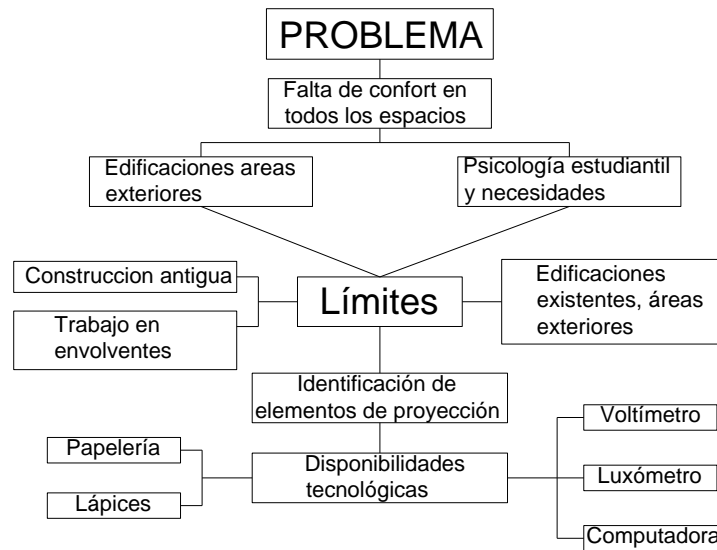 PROBLEMA
Falta de confort en
todos los espacios
Edificaciones areas
exteriores
Psicología estudiantil
y necesidades
Construccion antigua
Trabajo en
envolventes
Límites
Edificaciones
existentes, áreas
exteriores
Identificación de
elementos de proyección
Papelería
Lápices
Disponibilidades
tecnológicas
Voltímetro
Luxómetro
Computadora